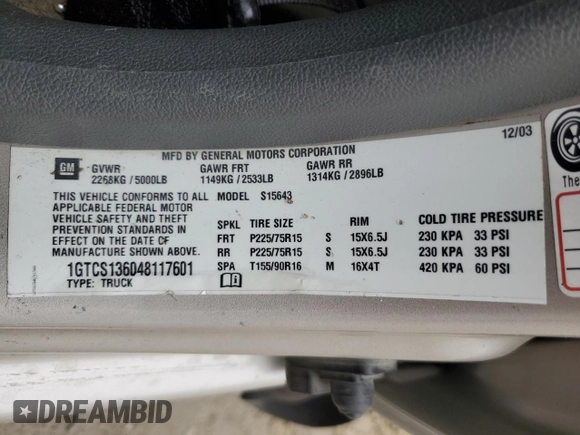 MFD BY GENERAL MOTORS CORPORATION 12/03
GM GVWR GAWR FRT GAWR RR
2268KG / 5000LB 1149KG / 2533LB 1314KG / 2896LB
THIS VEHICLE CONFORMS TO ALL
APPLICABLE FEDERAL MOTOR
VEHICLE SAFETY AND THEFT
PREVENTION STANDARDS IN
EFFECT ON THE DATE OF
MANUFACTURE SHOWN ABOVE.
1GTCS136048117601
TYPE: TRUCK
MODEL S15643
SPKL TIRE SIZE RIM COLD TIRE PRESSURE
FRT P225/75R15 S 15X6.5J 230 KPA 33 PSI
RR P225/75R15 S 15X6.5J 230 KPA 33 PSI
SPA T155/90R16 M 16X4T 420 KPA 60 PSI
The
DREAMBID